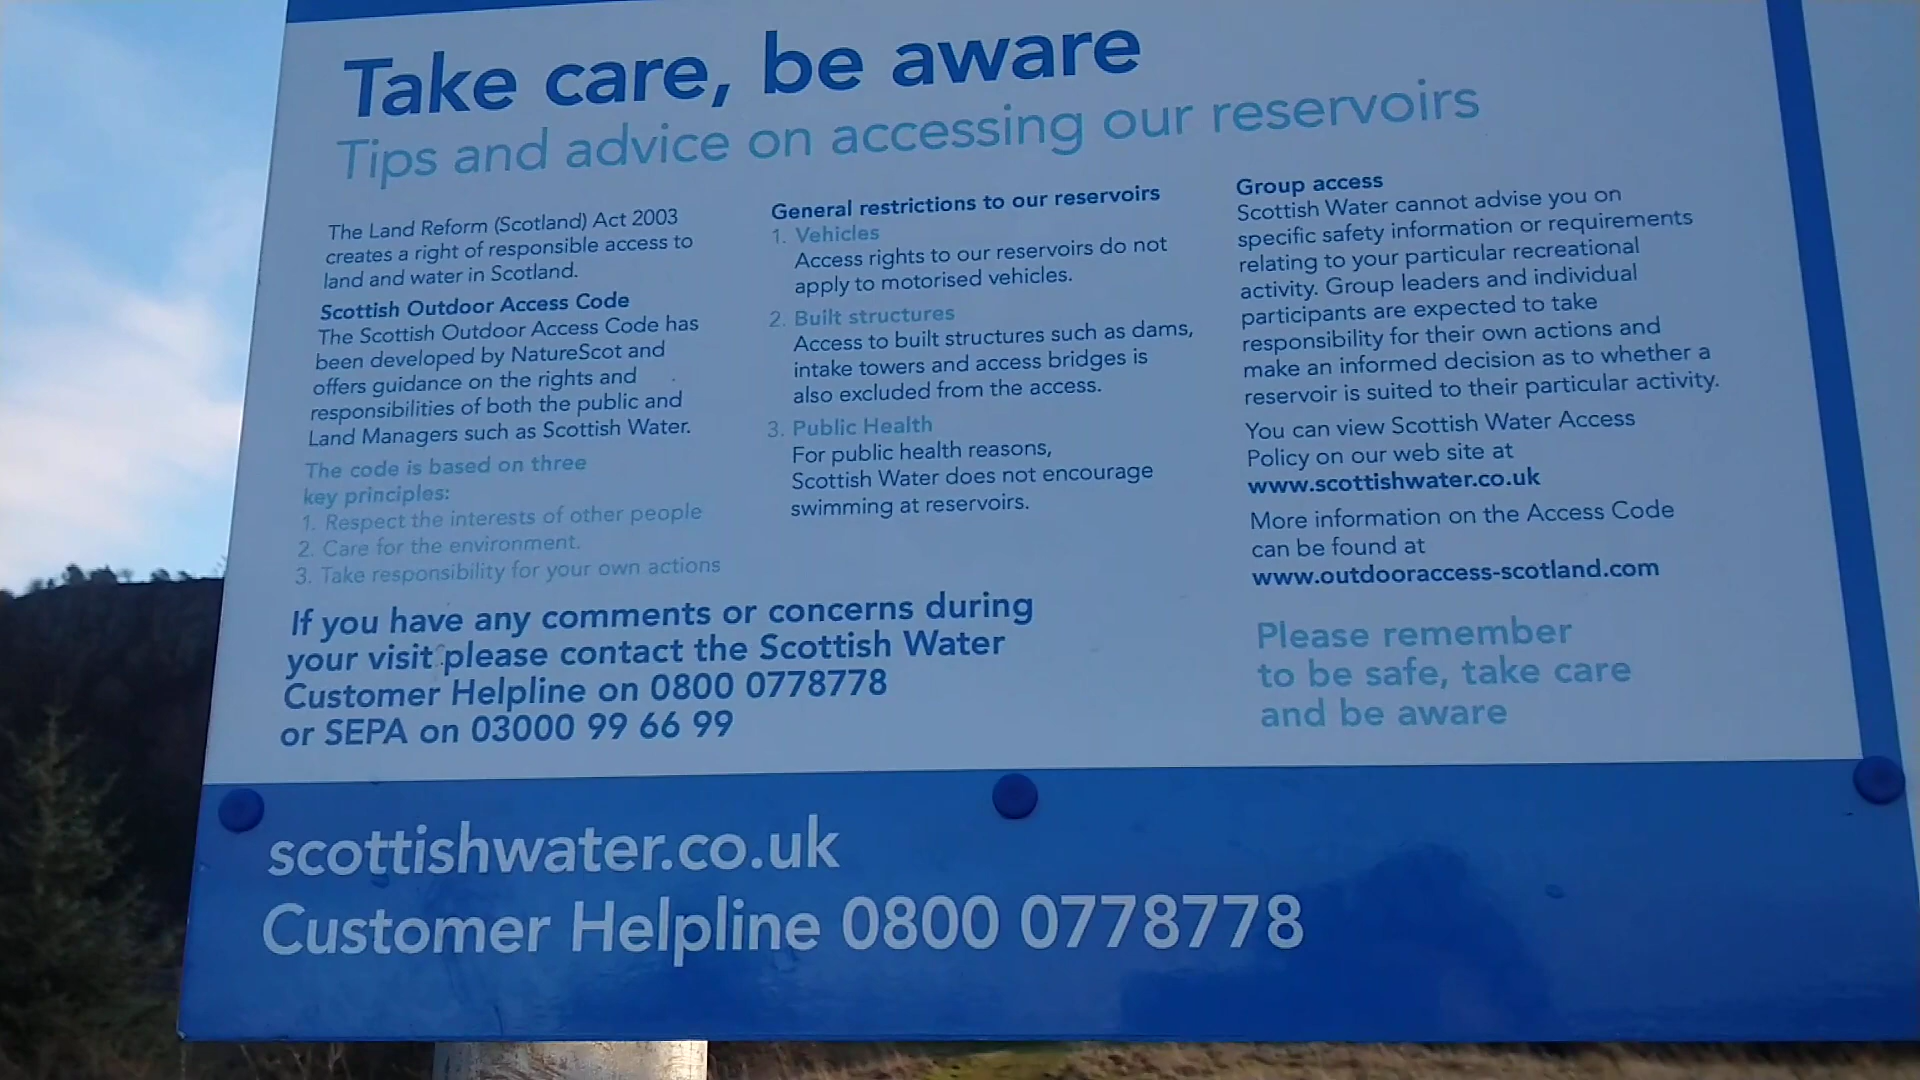 Take care, be aware
Tips and advice on accessing our reservoirs
The Land Reform (Scotland) Act 2003
creates a right of responsible access to
land and water in Scotland.
Scottish Outdoor Access Code
The Scottish Outdoor Access Code has
been developed by NatureScot and
offers guidance on the rights and
responsibilities of both the public and
Land Managers such as Scottish Water.
The code is based on three
key principles:
1. Respect the interests of other people
2. Care for the environment.
3. Take responsibility for your own actions
General restrictions to our reservoirs
1. Vehicles
Access rights to our reservoirs do not
apply to motorised vehicles.
2. Built structures
Access to built structures such as dams,
intake towers and access bridges is
also excluded from the access.
3. Public Health
For public health reasons,
Scottish Water does not encourage
swimming at reservoirs.
Group access
Scottish Water cannot advise you on
specific safety information or requirements
relating to your particular recreational
activity. Group leaders and individual
participants are expected to take
responsibility for their own actions and
make an informed decision as to whether a
reservoir is suited to their particular activity.
You can view Scottish Water Access
Policy on our web site at
www.scottishwater.co.uk
More information on the Access Code
can be found at
www.outdooraccess-scotland.com
Please remember
to be safe, take care
and be aware
If you have any comments or concerns during
your visit please contact the Scottish Water
Customer Helpline on 0800 0778778
or SEPA on 03000 99 66 99
scottishwater.co.uk
Customer Helpline 0800 0778778